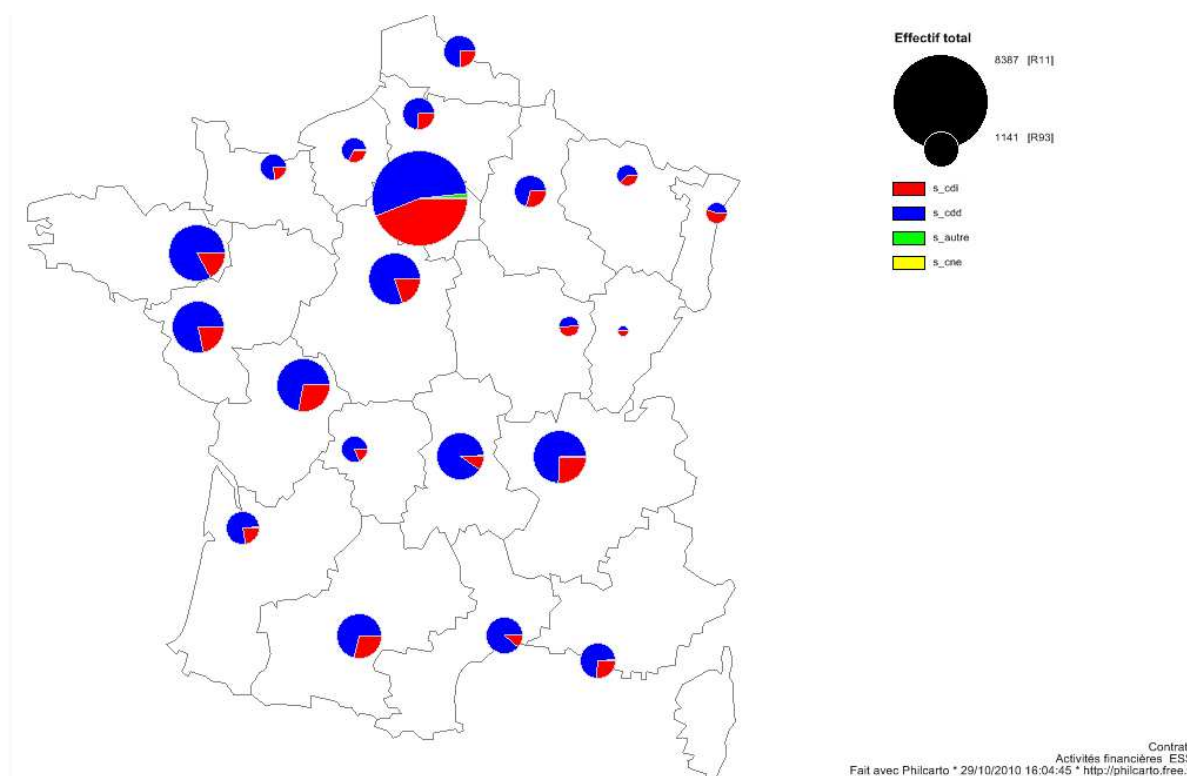 Effectif total
8387 [R11]
1141 [R93]
s_cdi
s_cdd
s_autre
s_cne
Contrat
Activités financières ES
Fait avec Philcarto * 29/10/2010 16:04:45 * http://philcarto.free.